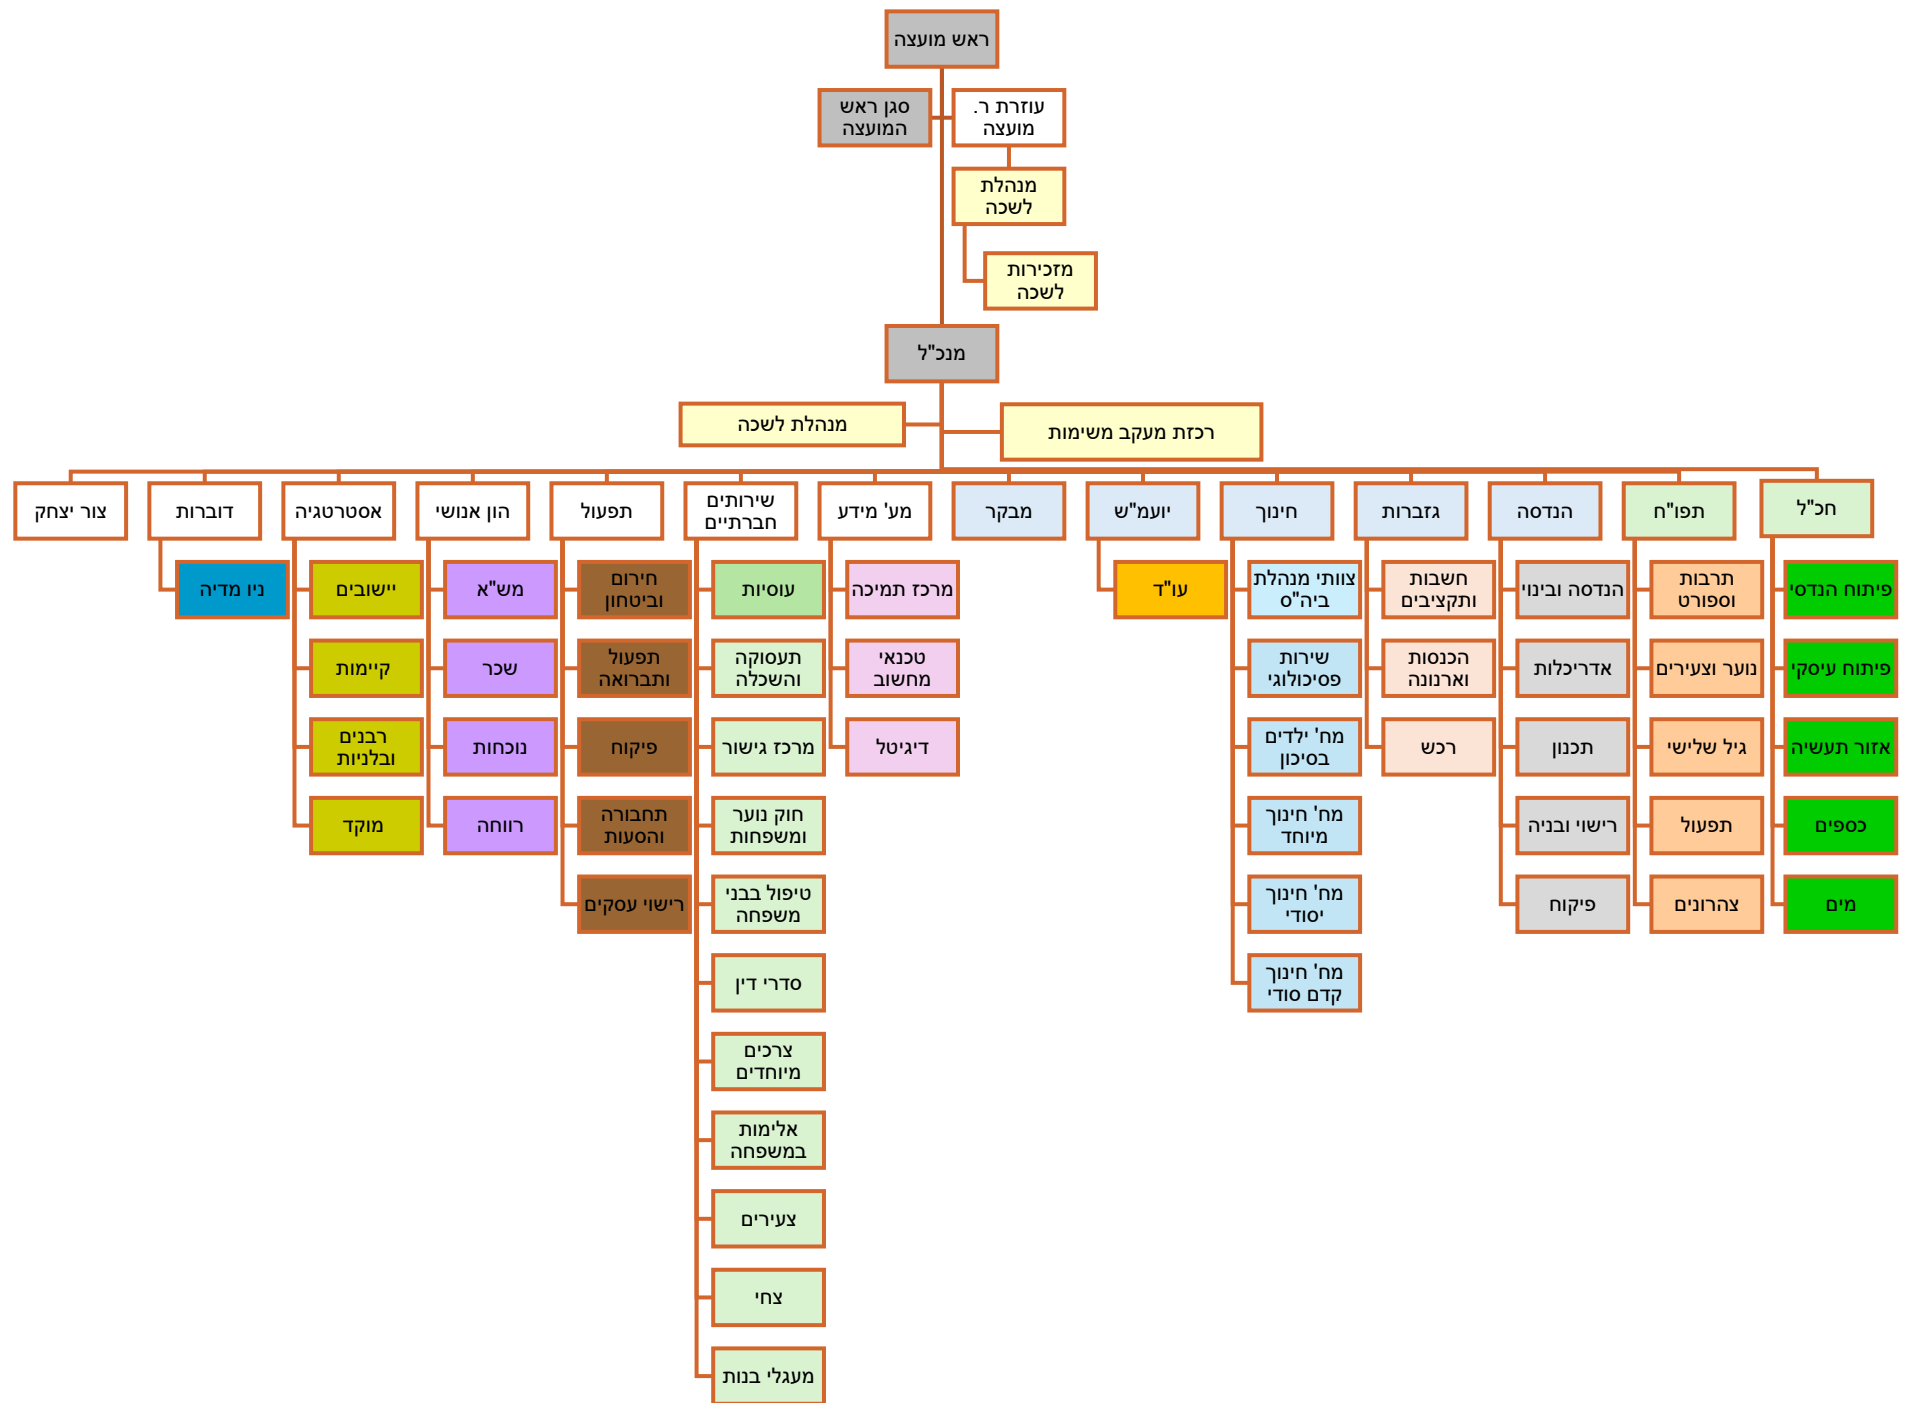 ראש מועצה
עוזרת ר.
מועצה
סגן ראש
המועצה
מנהלת
לשכה
מזכירות
לשכה
מנכ"ל
רכזת מעקב משימות
מנהלת לשכה
חכ"ל
תפו"ח
הנדסה
גזברות
חינוך
יועמ"ש
מבקר
מע' מידע
שירותים
חברתיים
תפעול
הון אנושי
אסטרטגיה
דוברות
צור יצחק
פיתוח הנדסי
פיתוח עיסקי
אזור תעשיה
כספים
מים
תרבות
וספורט
נוער וצעירים
גיל שלישי
תפעול
צהרונים
הנדסה ובינוי
אדריכלות
תכנון
רישוי ובניה
פיקוח
חשבות
ותקציבים
הכנסות
וארנונה
רכש
צוותי מנהלת
ביה"ס
שירות
פסיכולוגי
מח' ילדים
בסיכון
מח' חינוך
מיוחד
מח' חינוך
יסודי
מח' חינוך
קדם סודי
עו"ד
מרכז תמיכה
טכנאי
מחשוב
דיגיטל
עוסיות
תעסוקה
והשכלה
מרכז גישור
חוק נוער
ומשפחות
טיפול בבני
משפחה
סדרי דין
צרכים
מיוחדים
אלימות
במשפחה
צעירים
צחי
מעגלי בנות
חירום
וביטחון
תפעול
ותברואה
פיקוח
תחבורה
והסעות
רישוי עסקים
מש"א
שכר
נוכחות
רווחה
יישובים
קיימות
רבנים
ובלניות
מוקד
ניו מדיה